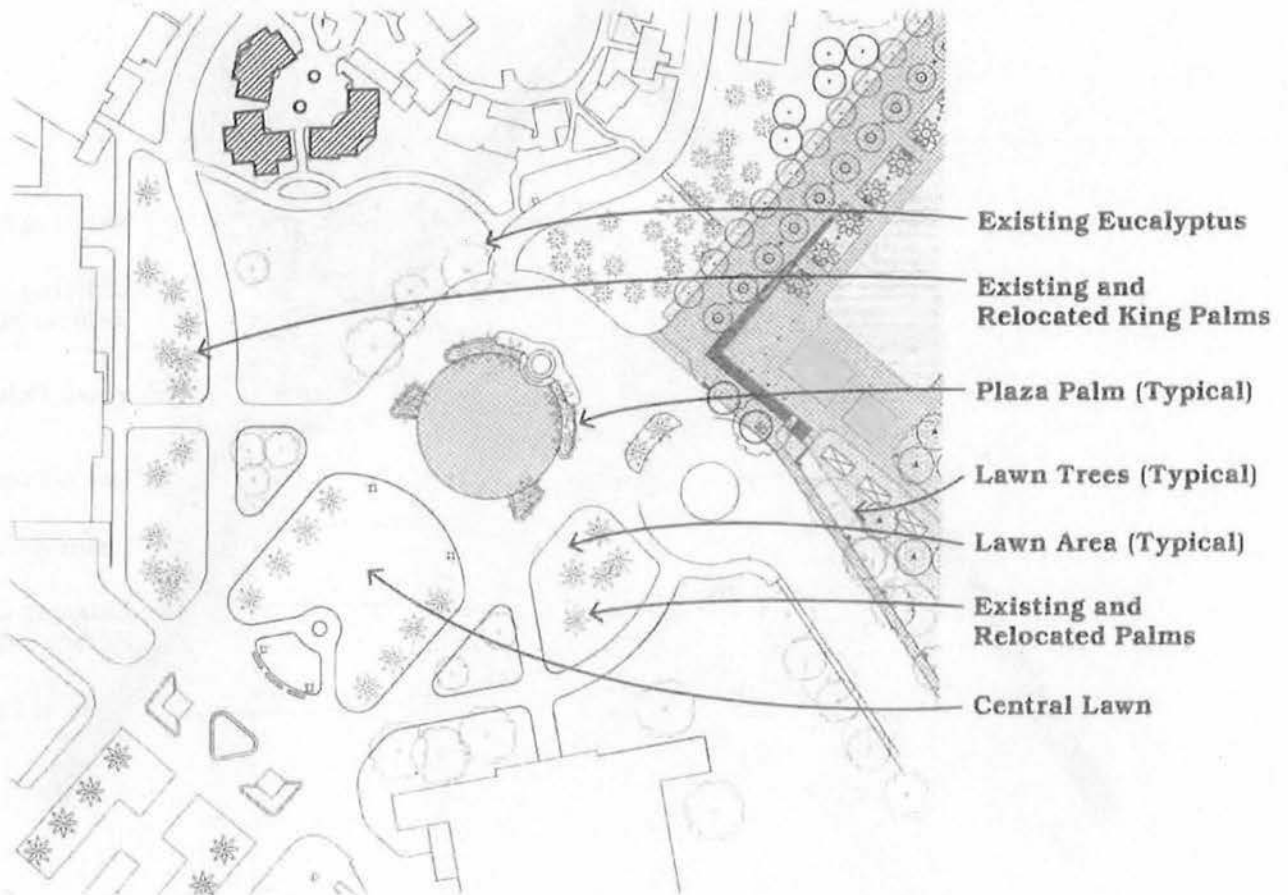 Existing Eucalyptus
Existing and
Relocated King Palms
Plaza Palm (Typical)
Lawn Trees (Typical)
Lawn Area (Typical)
Existing and
Relocated Palms
Central Lawn